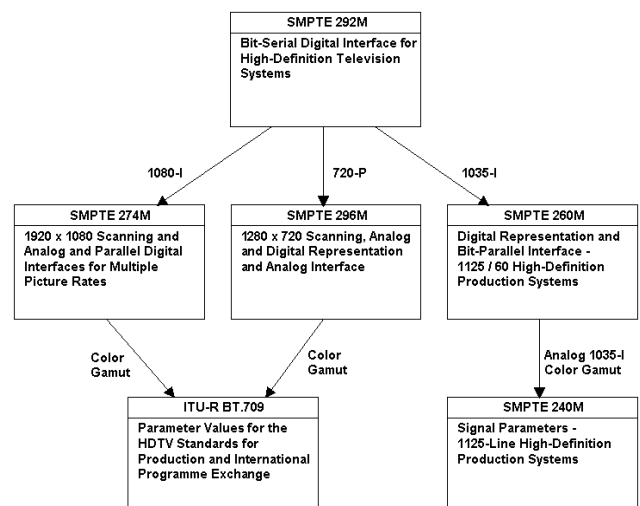 SMPTE 292M
Bit-Serial Digital Interface for
High-Definition Television
Systems
1080-I
720-P
1035-I
SMPTE 274M
1920 x 1080 Scanning and
Analog and Parallel Digital
Interfaces for Multiple
Picture Rates
SMPTE 296M
1280 x 720 Scanning, Analog
and Digital Representation
and Analog Interface
SMPTE 260M
Digital Representation and
Bit-Parallel Interface -
1125 / 60 High-Definition
Production Systems
Color
Gamut
Color
Gamut
Analog 1035-I
Color Gamut
ITU-R BT.709
Parameter Values for the
HDTV Standards for
Production and International
Programme Exchange
SMPTE 240M
Signal Parameters -
1125-Line High-Definition
Production Systems